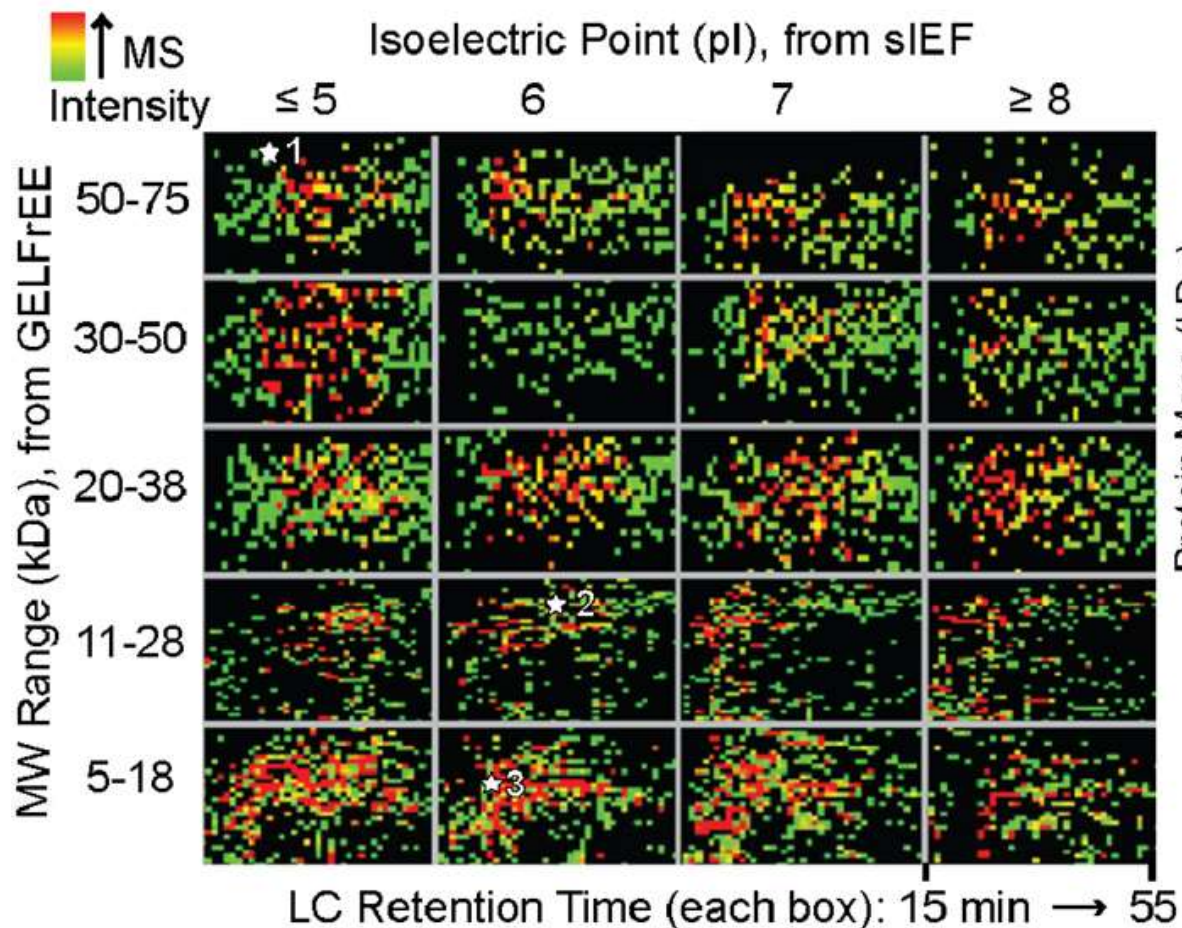 MS
Intensity
Isoelectric Point (pI), from sIEF
≤ 5 6 7 ≥ 8
MW Range (kDa), from GELFrEE
50-75
30-50
20-38
11-28
5-18
1
2
3
LC Retention Time (each box): 15 min → 55